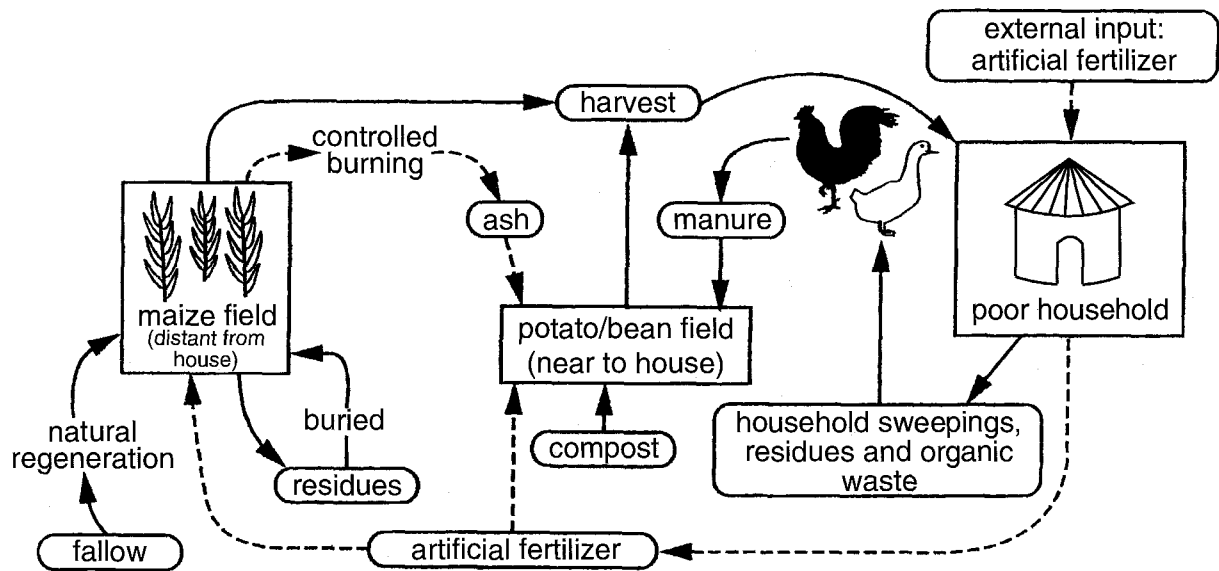 external input:
artificial fertilizer
harvest
controlled
burning
ash
manure
maize field
(distant from
house)
potato/bean field
(near to house)
poor household
natural
regeneration
buried
residues
compost
household sweepings,
residues and organic
waste
fallow
artificial fertilizer